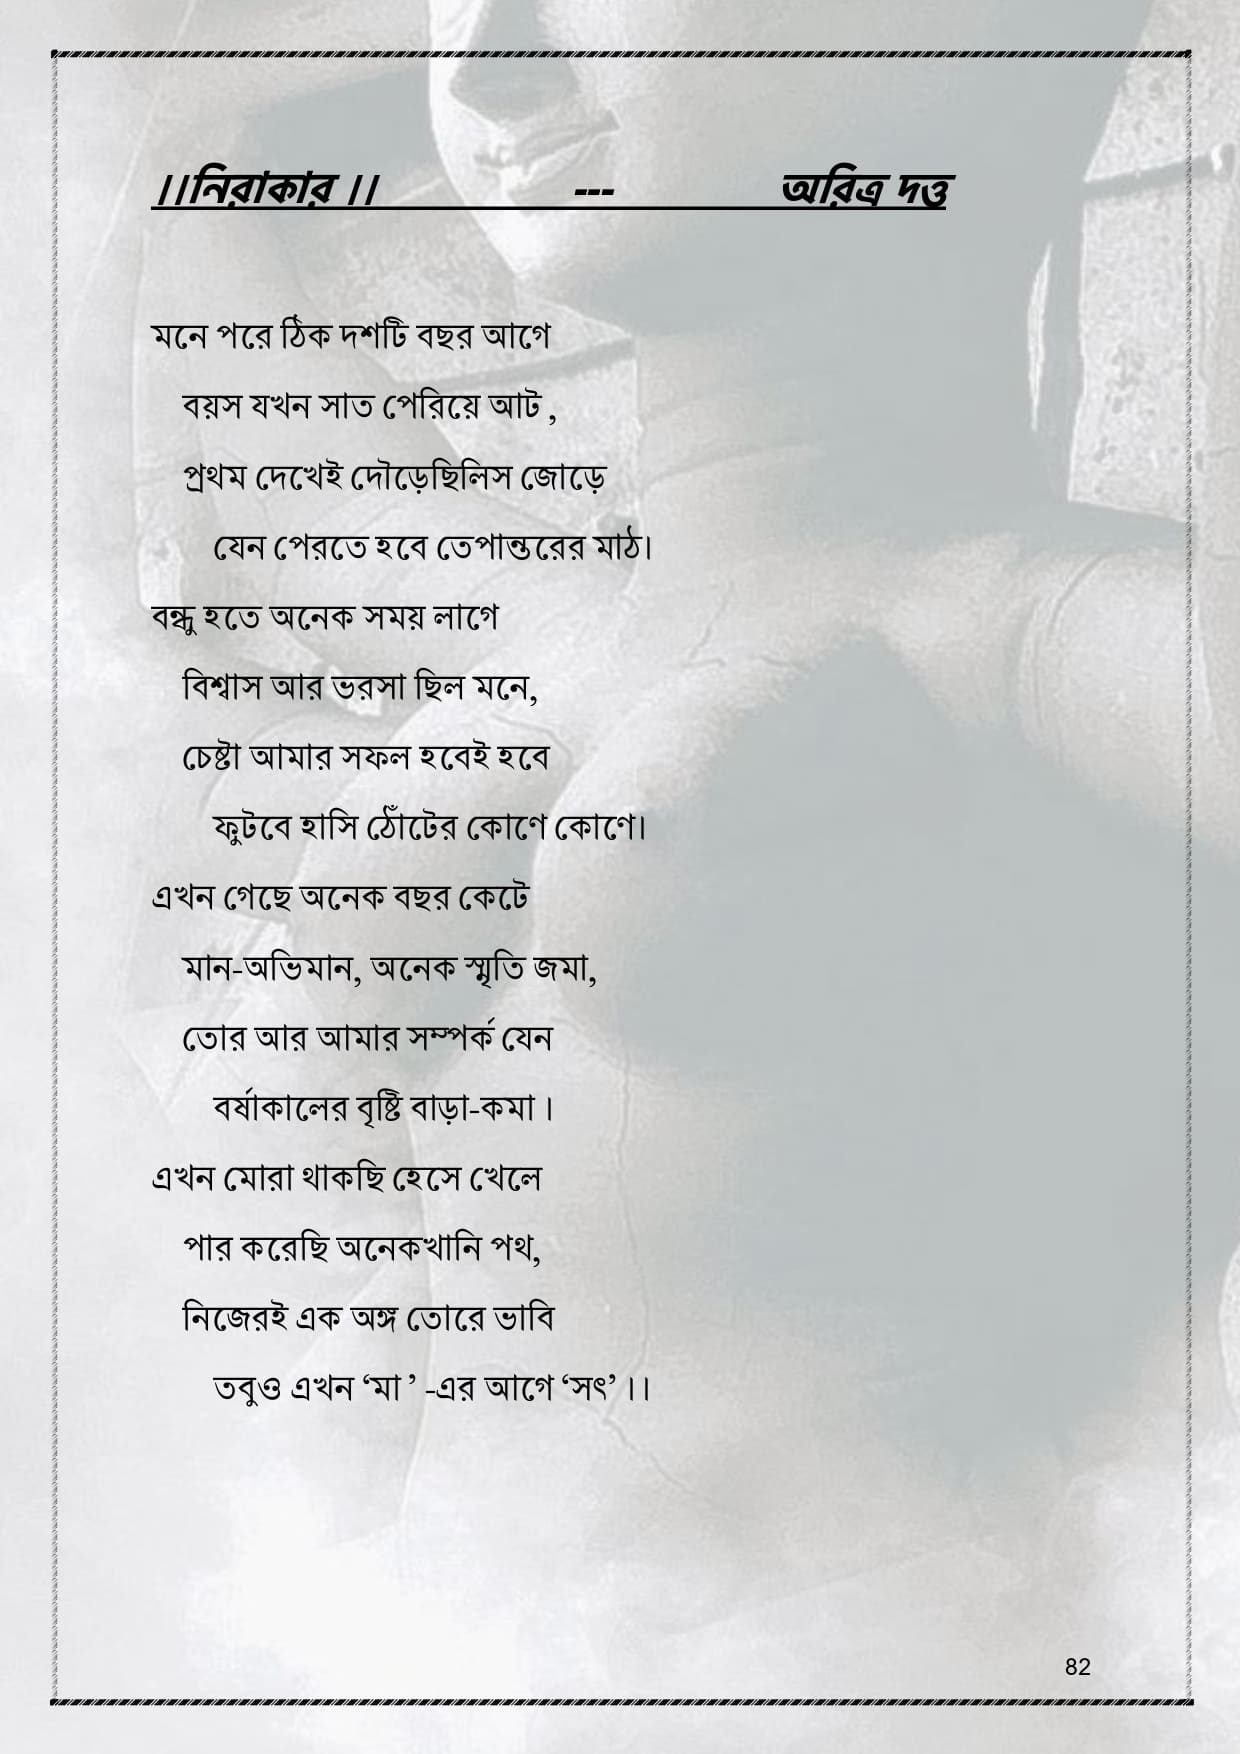 ।।নিরাকার ।। --- অরিত্র দত্ত
মনে পরে ঠিক দশটি বছর আগে
বয়স যখন সাত পেরিয়ে আট ,
প্রথম দেখেই দৌড়েছিলিস জোড়ে
যেন পেরতে হবে তেপান্তরের মাঠ।
বন্ধু হতে অনেক সময় লাগে
বিশ্বাস আর ভরসা ছিল মনে,
চেষ্টা আমার সফল হবেই হবে
ফুটবে হাসি ঠোঁটের কোণে কোণে।
এখন গেছে অনেক বছর কেটে
মান-অভিমান, অনেক স্মৃতি জমা,
তোর আর আমার সম্পর্ক যেন
বর্ষাকালের বৃষ্টি বাড়া-কমা ।
এখন মোরা থাকছি হেসে খেলে
পার করেছি অনেকখানি পথ,
নিজেরই এক অঙ্গ তোরে ভাবি
তবুও এখন ‘মা ’ -এর আগে ‘সৎ’ ।।
82